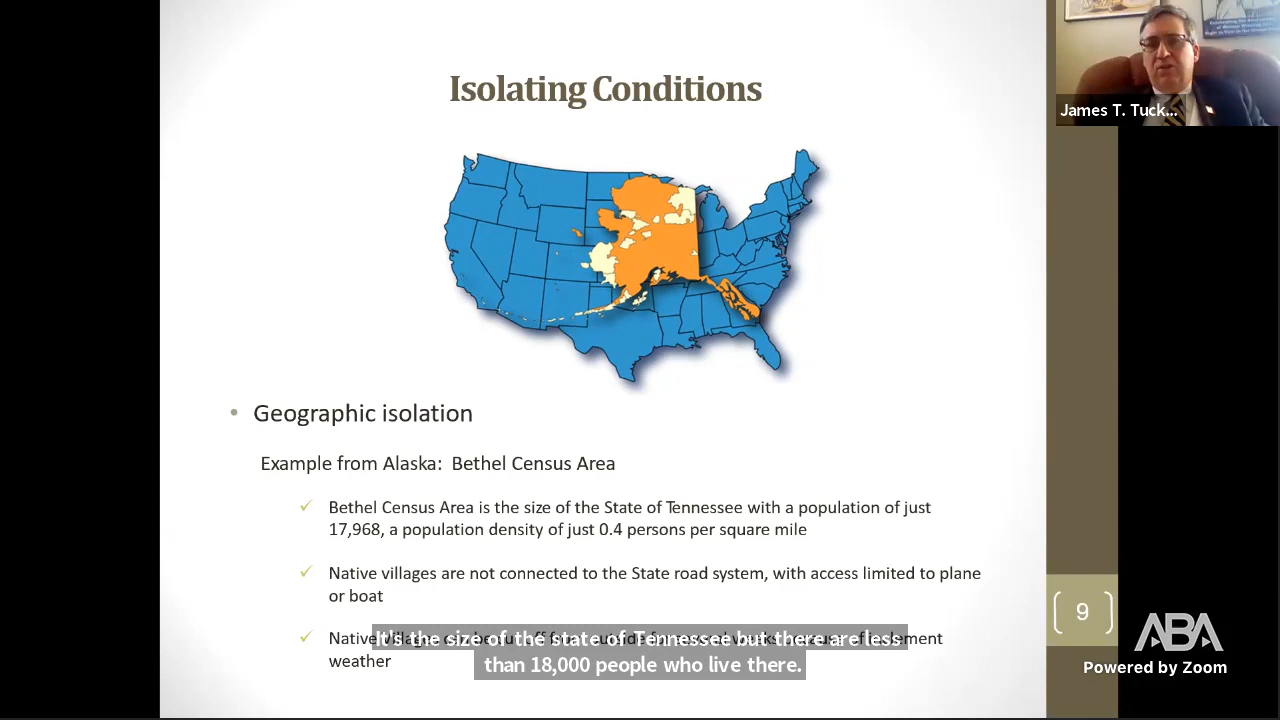 Isolating Conditions
James T. Tuck...
• Geographic isolation
Example from Alaska: Bethel Census Area
✓ Bethel Census Area is the size of the State of Tennessee with a population of just
17,968, a population density of just 0.4 persons per square mile
✓ Native villages are not connected to the State road system, with access limited to plane
or boat
✓ Native
weather
It's the size of the state of Tennessee but there are less
than 18,000 people who live there.
9
ABA
Powered by Zoom